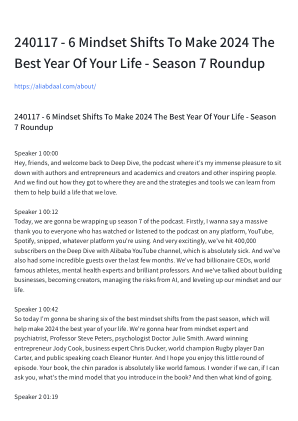 240117 - 6 Mindset Shifts To Make 2024 The
Best Year Of Your Life - Season 7 Roundup
https://aliabdaal.com/about/
240117 - 6 Mindset Shifts To Make 2024 The Best Year Of Your Life - Season
7 Roundup
Speaker 1 00:00
Hey, friends, and welcome back to Deep Dive, the podcast where it's my immense pleasure to sit
down with authors and entrepreneurs and academics and creators and other inspiring people.
And we find out how they got to where they are and the strategies and tools we can learn from
them to help build a life that we love.
Speaker 1 00:12
Today, we are gonna be wrapping up season 7 of the podcast. Firstly, I wanna say a massive
thank you to everyone who has watched or listened to the podcast on any platform, YouTube,
Spotify, snipped, whatever platform you're using. And very excitingly, we've hit 400,000
subscribers on the Deep Dive with Alibaba YouTube channel, which is absolutely sick. And we've
also had some incredible guests over the last few months. We've had billionaire CEOs, world
famous athletes, mental health experts and brilliant professors. And we've talked about building
businesses, becoming creators, managing the risks from AI, and leveling up our mindset and our
life.
Speaker 1 00:42
So today I'm gonna be sharing six of the best mindset shifts from the past season, which will
help make 2024 the best year of your life. We're gonna hear from mindset expert and
psychiatrist, Professor Steve Peters, psychologist Doctor Julie Smith. Award winning
entrepreneur Jody Cook, business expert Chris Ducker, world champion Rugby player Dan
Carter, and public speaking coach Eleanor Hunter. And I hope you enjoy this little round of
episode. Your book, the chin paradox is absolutely like world famous. I wonder if we can, if I can
ask you, what's the mind model that you introduce in the book? And then what kind of going.
Speaker 2 01:19